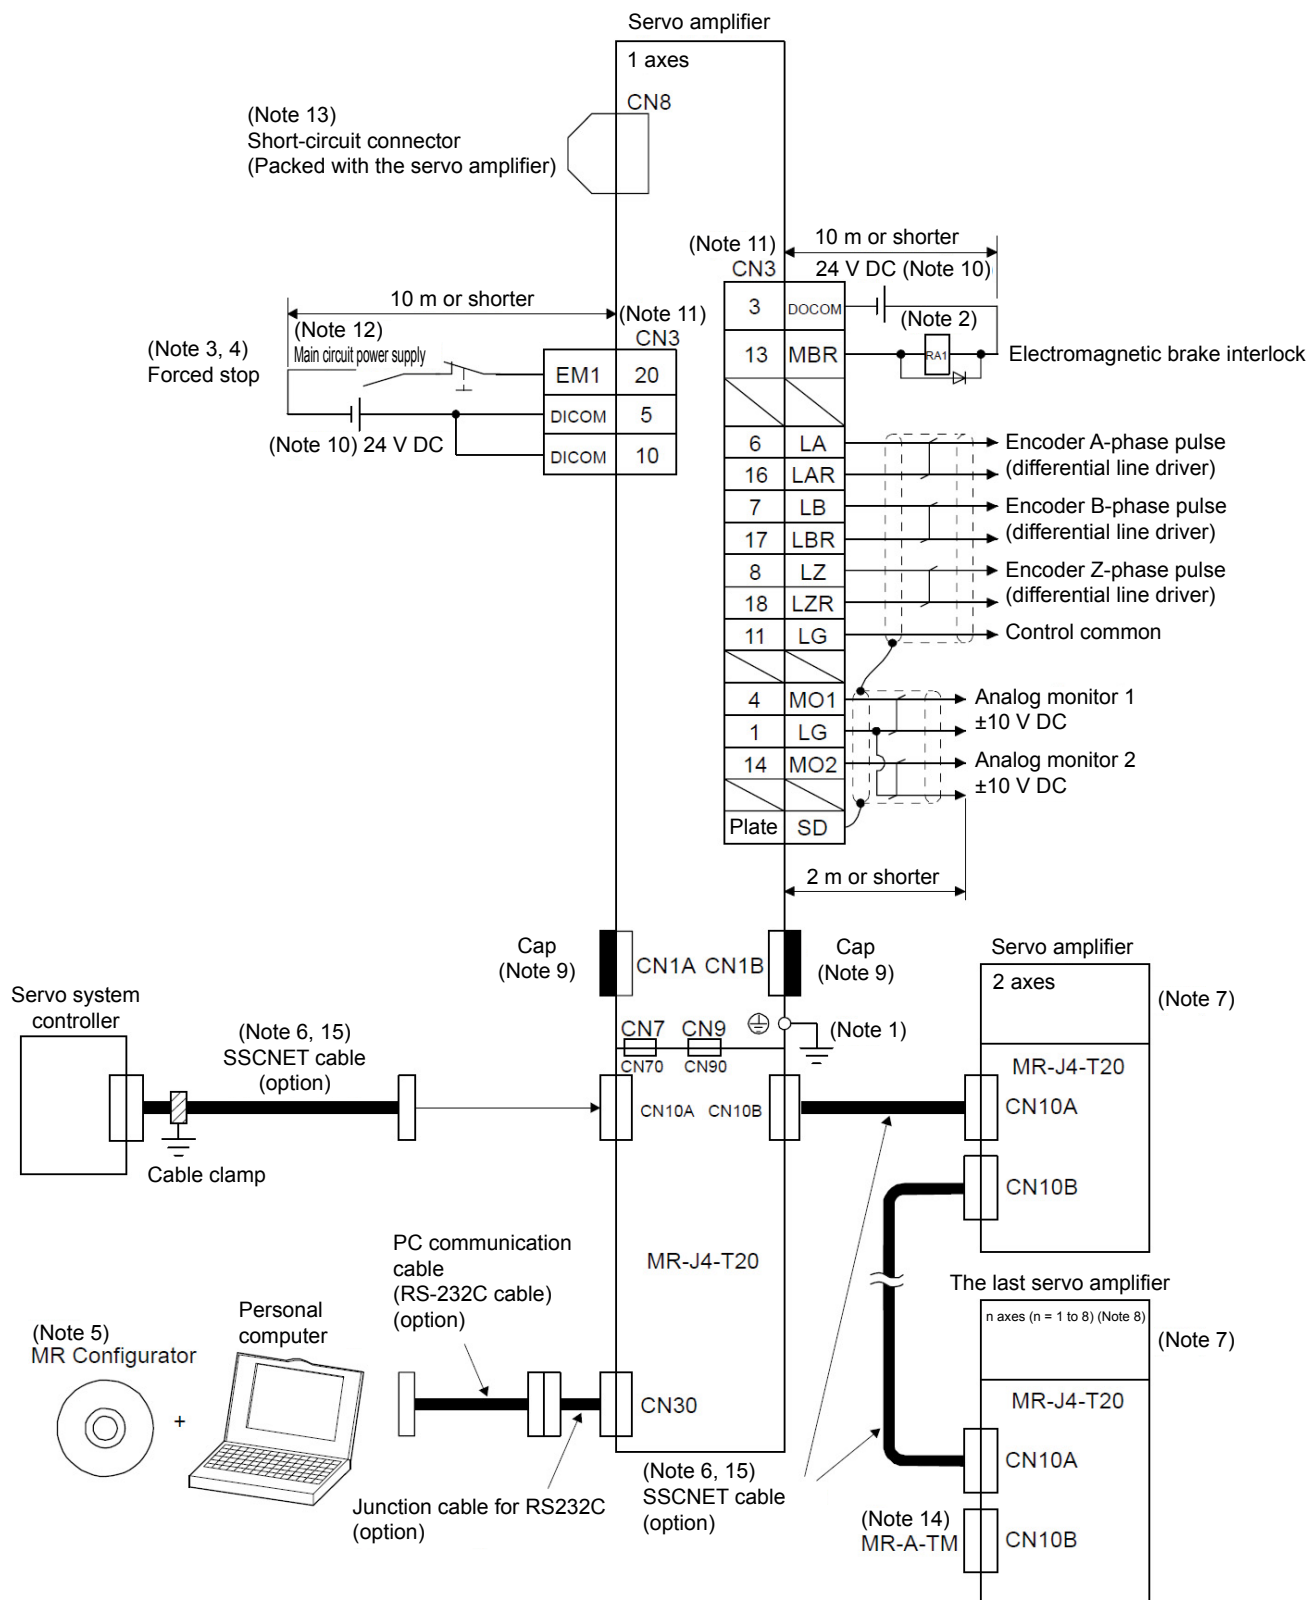 Servo amplifier
1 axes
CN8
(Note 13)
Short-circuit connector
(Packed with the servo amplifier)
(Note 11)
CN3
10 m or shorter
24 V DC (Note 10)
3 DOCOM
(Note 2)
13 MBR
RA1
Electromagnetic brake interlock
10 m or shorter
(Note 11)
CN3
(Note 12)
Main circuit power supply
(Note 3, 4)
Forced stop
EM1 20
DICOM 5
DICOM 10
(Note 10) 24 V DC
6 LA
Encoder A-phase pulse
16 LAR
(differential line driver)
7 LB
Encoder B-phase pulse
17 LBR
(differential line driver)
8 LZ
Encoder Z-phase pulse
18 LZR
(differential line driver)
11 LG
Control common
4 MO1
Analog monitor 1
1 LG
±10 V DC
14 MO2
Analog monitor 2
±10 V DC
Plate SD
2 m or shorter
Cap
(Note 9)
CN1A CN1B
Cap
(Note 9)
Servo amplifier
2 axes
(Note 7)
Servo system
controller
(Note 6, 15)
SSCNET cable
(option)
CN7 CN9
(Note 1)
CN70 CN90
MR-J4-T20
CN10A CN10B
CN10A
Cable clamp
CN10B
PC communication
cable
(RS-232C cable)
(option)
MR-J4-T20
The last servo amplifier
n axes (n = 1 to 8) (Note 8)
(Note 7)
(Note 5)
MR Configurator
+
Personal
computer
MR-J4-T20
CN30
CN10A
Junction cable for RS232C
(option)
(Note 6, 15)
SSCNET cable
(option)
(Note 14)
MR-A-TM
CN10B